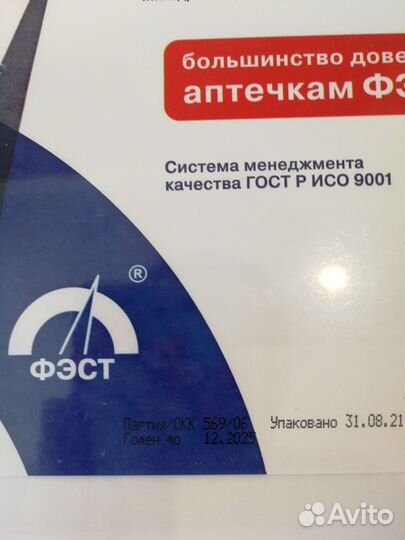 большинство дове
аптечкам ФЭ
Система менеджмента
качества ГОСТ Р ИСО 9001
®
ФЭСТ
Партия/ОКК 569/06 Упаковано 31.08.21
Годен до 12.2025
Avito